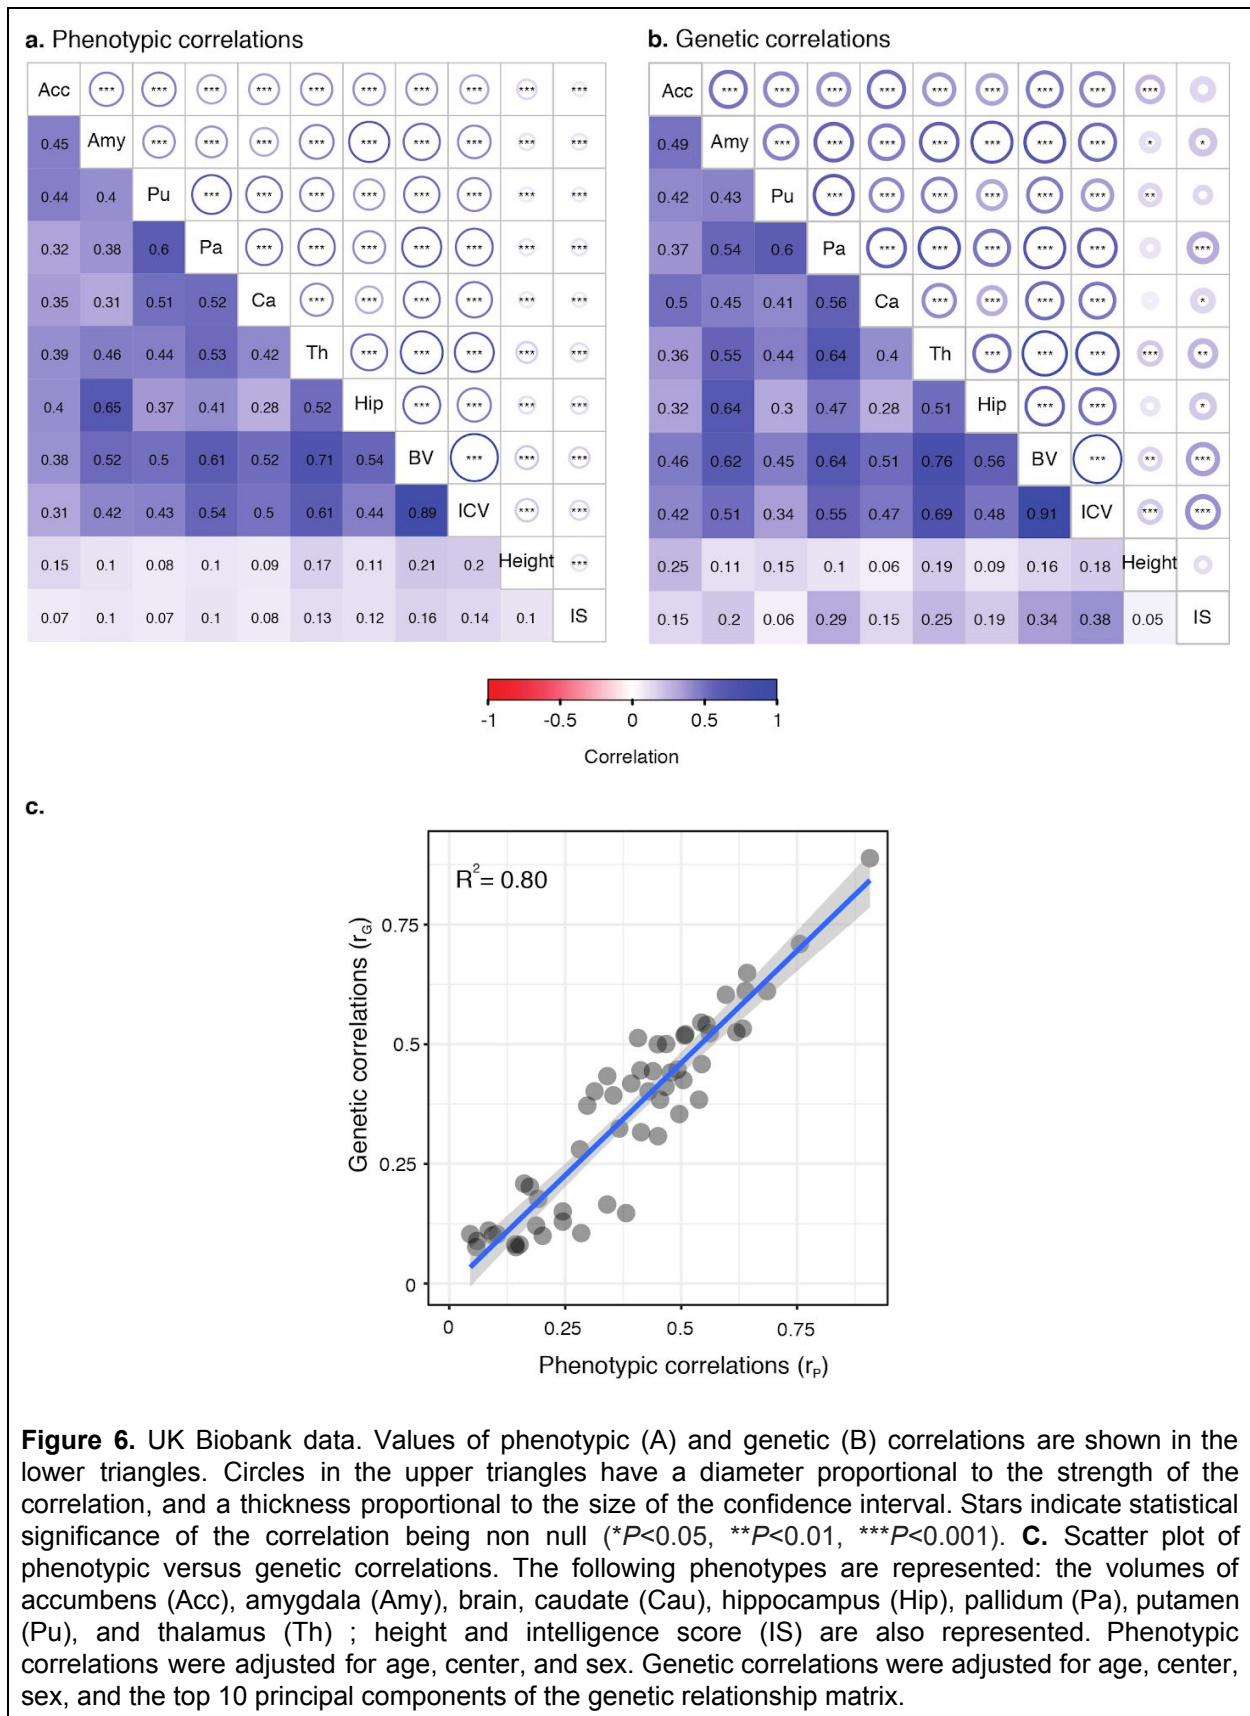 a. Phenotypic correlations
Acc *** *** *** *** *** *** *** *** *** ***
0.45 Amy *** *** *** *** *** *** *** *** ***
0.44 0.4 Pu *** *** *** *** *** *** *** ***
0.32 0.38 0.6 Pa *** *** *** *** *** *** ***
0.35 0.31 0.51 0.52 Ca *** *** *** *** *** ***
0.39 0.46 0.44 0.53 0.42 Th *** *** *** *** ***
0.4 0.65 0.37 0.41 0.28 0.52 Hip *** *** *** ***
0.38 0.52 0.5 0.61 0.52 0.71 0.54 BV *** *** ***
0.31 0.42 0.43 0.54 0.5 0.61 0.44 0.89 ICV *** ***
0.15 0.1 0.08 0.1 0.09 0.17 0.11 0.21 0.2 Height ***
0.07 0.1 0.07 0.1 0.08 0.13 0.12 0.16 0.14 0.1 IS
b. Genetic correlations
Acc *** *** *** *** *** *** *** *** ***
0.49 Amy *** *** *** *** *** *** *** * *
0.42 0.43 Pu *** *** *** *** *** *** **
0.37 0.54 0.6 Pa *** *** *** *** *** ***
0.5 0.45 0.41 0.56 Ca *** *** *** *** *
0.36 0.55 0.44 0.64 0.4 Th *** *** *** *** **
0.32 0.64 0.3 0.47 0.28 0.51 Hip *** *** *
0.46 0.62 0.45 0.64 0.51 0.76 0.56 BV *** ** ***
0.42 0.51 0.34 0.55 0.47 0.69 0.48 0.91 ICV *** ***
0.25 0.11 0.15 0.1 0.06 0.19 0.09 0.16 0.18 Height
0.15 0.2 0.06 0.29 0.15 0.25 0.19 0.34 0.38 0.05 IS
-1 -0.5 0 0.5 1
Correlation
c.
R²= 0.80
Genetic correlations (r_G)
0.75
0.5
0.25
0
0 0.25 0.5 0.75
Phenotypic correlations (r_P)
Figure 6. UK Biobank data. Values of phenotypic (A) and genetic (B) correlations are shown in the
lower triangles. Circles in the upper triangles have a diameter proportional to the strength of the
correlation, and a thickness proportional to the size of the confidence interval. Stars indicate statistical
significance of the correlation being non null (*P<0.05, **P<0.01, ***P<0.001). C. Scatter plot of
phenotypic versus genetic correlations. The following phenotypes are represented: the volumes of
accumbens (Acc), amygdala (Amy), brain, caudate (Cau), hippocampus (Hip), pallidum (Pa), putamen
(Pu), and thalamus (Th) ; height and intelligence score (IS) are also represented. Phenotypic
correlations were adjusted for age, center, and sex. Genetic correlations were adjusted for age, center,
sex, and the top 10 principal components of the genetic relationship matrix.